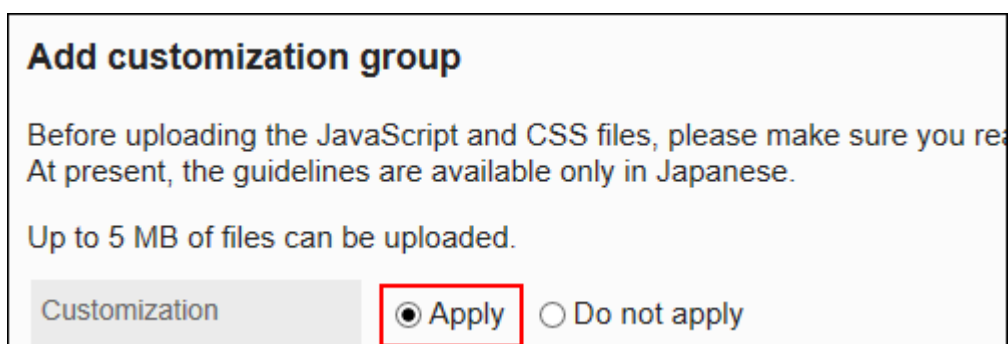 Add customization group
Before uploading the JavaScript and CSS files, please make sure you
At present, the guidelines are available only in Japanese.
Up to 5 MB of files can be uploaded.
Customization Apply Do not apply